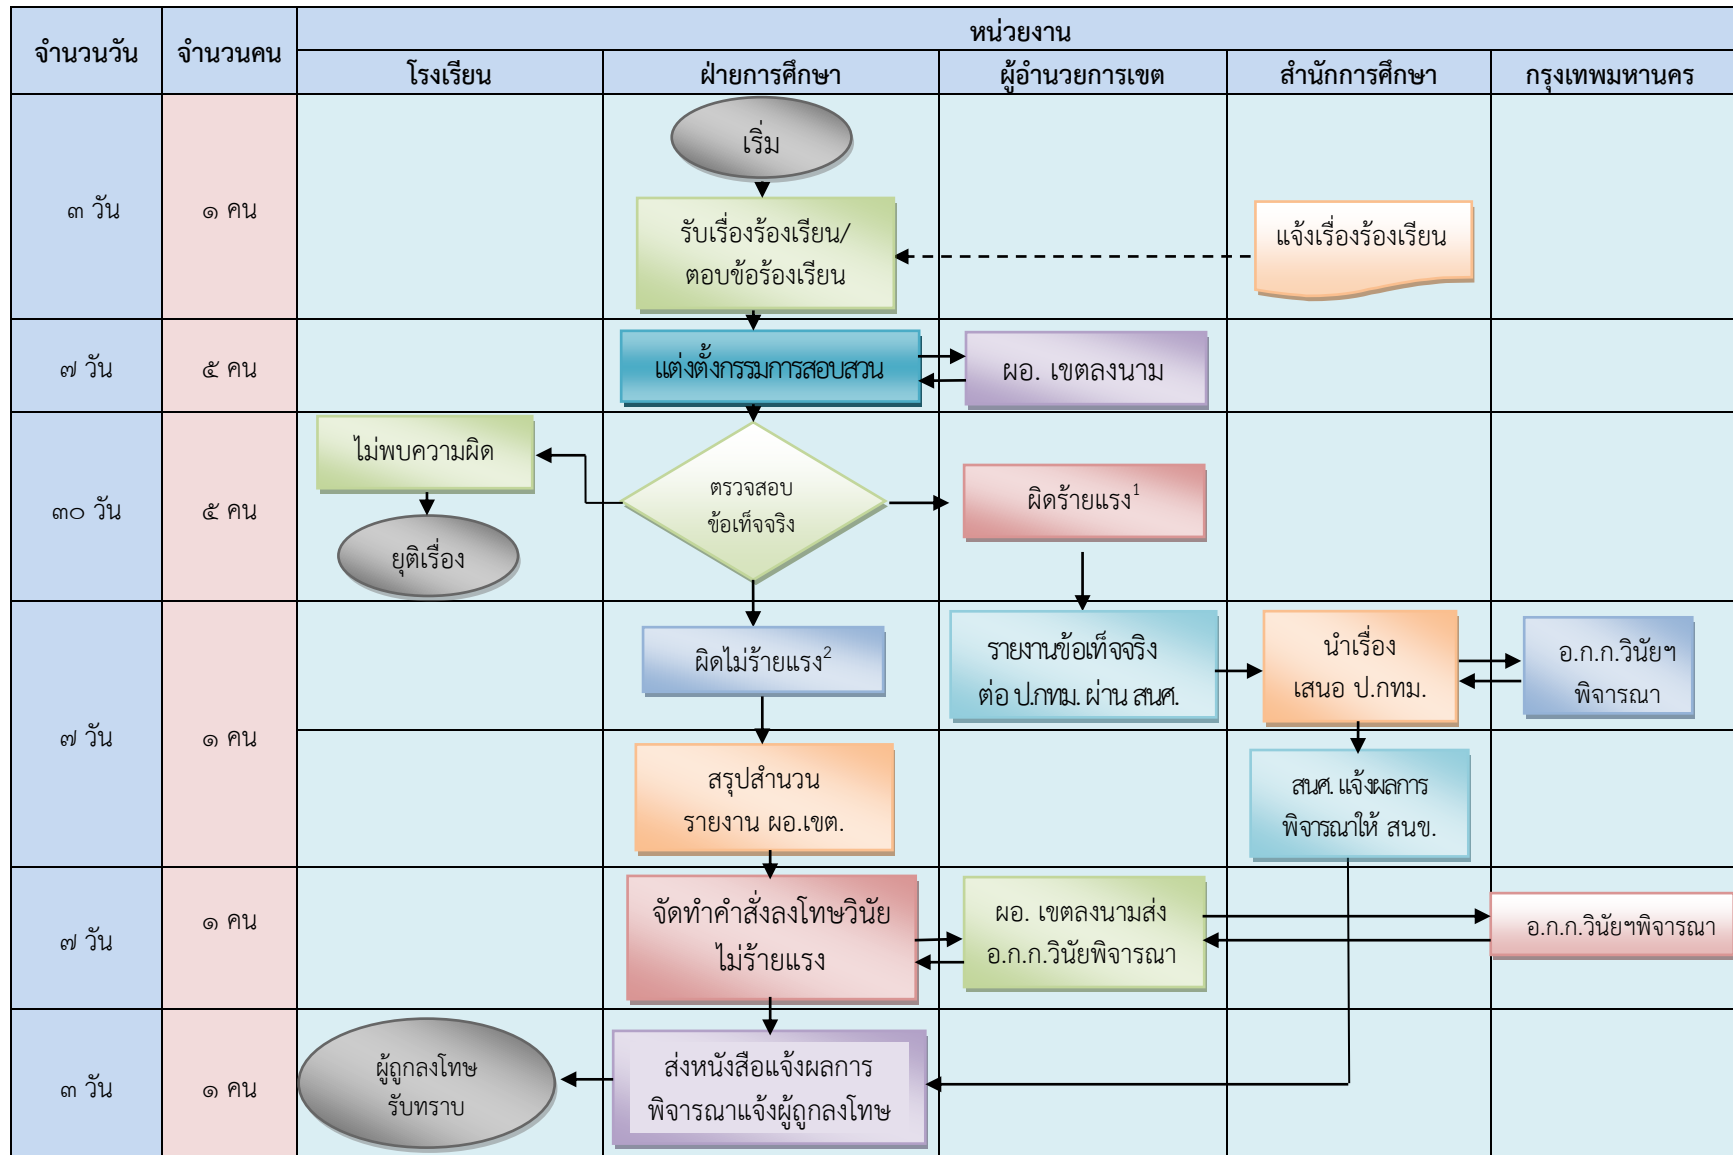 จำนวนวัน
จำนวนคน
หน่วยงาน
โรงเรียน
ฝ่ายการศึกษา
ผู้อำนวยการเขต
สำนักการศึกษา
กรุงเทพมหานคร
๓ วัน
๑ คน
เริ่ม
รับเรื่องร้องเรียน/
ตอบข้อร้องเรียน
แจ้งเรื่องร้องเรียน
๗ วัน
๕ คน
แต่งตั้งกรรมการสอบสวน
ผอ. เขตลงนาม
๓๐ วัน
๕ คน
ไม่พบความผิด
ยุติเรื่อง
ตรวจสอบ
ข้อเท็จจริง
ผิดร้ายแรง1
๗ วัน
๑ คน
ผิดไม่ร้ายแรง2
รายงานข้อเท็จจริง
ต่อ ป.กทม. ผ่าน สนศ.
นำเรื่อง
เสนอ ป.กทม.
อ.ก.ก.วินัยฯ
พิจารณา
สรุปสำนวน
รายงาน ผอ.เขต.
สนศ. แจ้งผลการ
พิจารณาให้ สนข.
๗ วัน
๑ คน
จัดทำคำสั่งลงโทษวินัย
ไม่ร้ายแรง
ผอ. เขตลงนามส่ง
อ.ก.ก.วินัยพิจารณา
อ.ก.ก.วินัยฯพิจารณา
๓ วัน
๑ คน
ผู้ถูกลงโทษ
รับทราบ
ส่งหนังสือแจ้งผลการ
พิจารณาแจ้งผู้ถูกลงโทษ